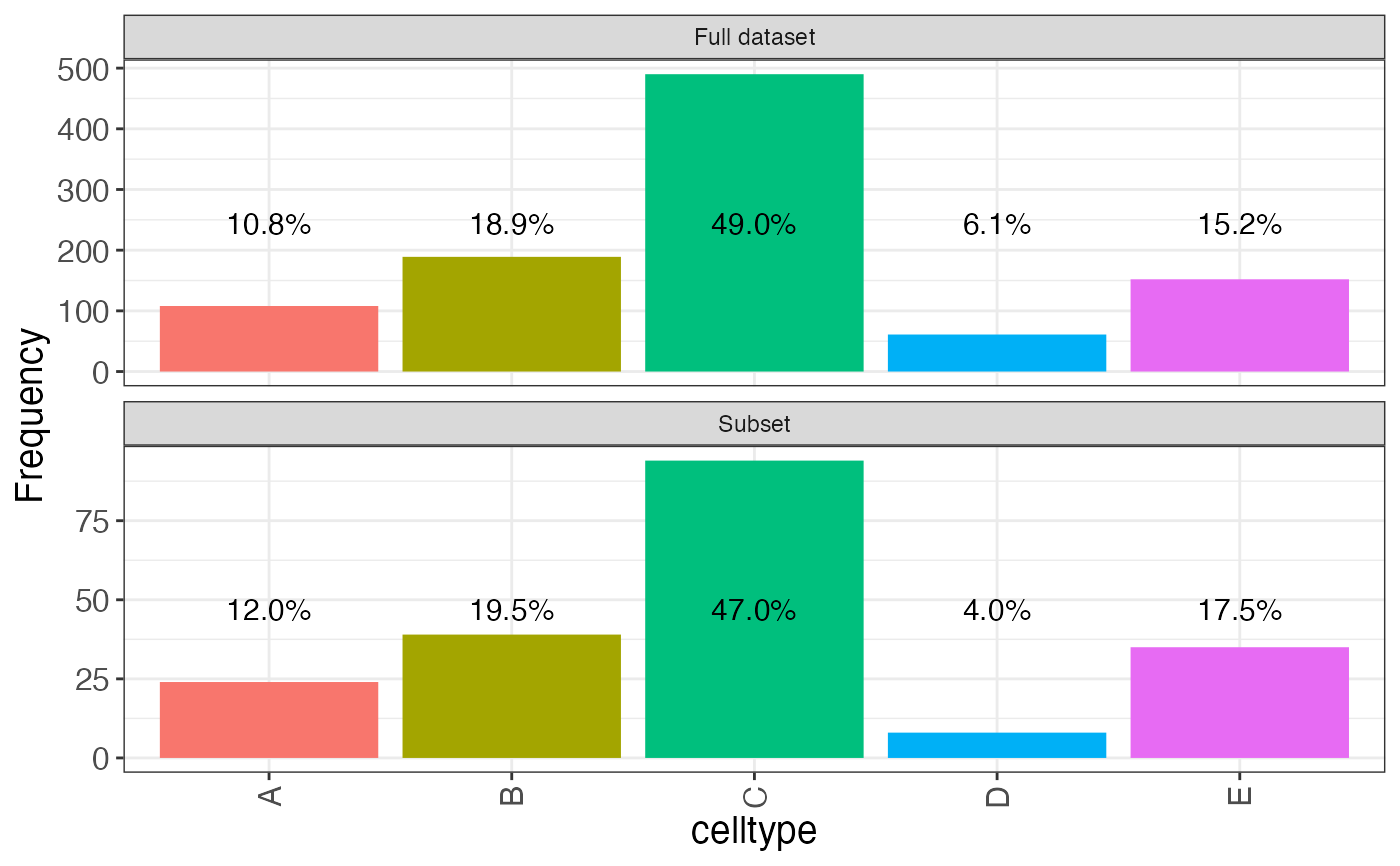 Full dataset
500
400
300
200
100
0
10.8% 18.9% 49.0% 6.1% 15.2%
Frequency
Subset
75
50
25
0
12.0% 19.5% 47.0% 4.0% 17.5%
A B C D E
celltype